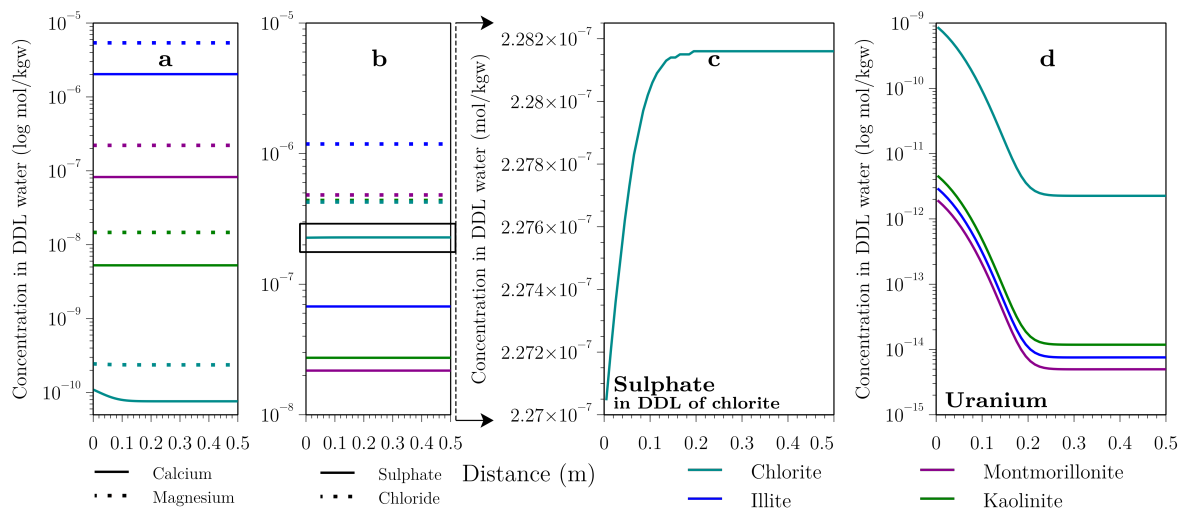 Concentration in DDL water (log mol/kgw)
10⁻⁵
10⁻⁶
10⁻⁷
10⁻⁸
10⁻⁹
10⁻¹⁰
a
0 0.1 0.2 0.3 0.4 0.5
Calcium
Magnesium
10⁻⁵
10⁻⁶
10⁻⁷
10⁻⁸
b
0 0.1 0.2 0.3 0.4 0.5
Sulphate
Chloride
Concentration in DDL water (mol/kgw)
2.282×10⁻⁷
2.28×10⁻⁷
2.278×10⁻⁷
2.276×10⁻⁷
2.274×10⁻⁷
2.272×10⁻⁷
2.27×10⁻⁷
c
Sulphate
in DDL of chlorite
0 0.1 0.2 0.3 0.4 0.5
Concentration in DDL water (log mol/kgw)
10⁻⁹
10⁻¹⁰
10⁻¹¹
10⁻¹²
10⁻¹³
10⁻¹⁴
10⁻¹⁵
d
Uranium
0 0.1 0.2 0.3 0.4 0.5
Distance (m)
Chlorite
Illite
Montmorillonite
Kaolinite